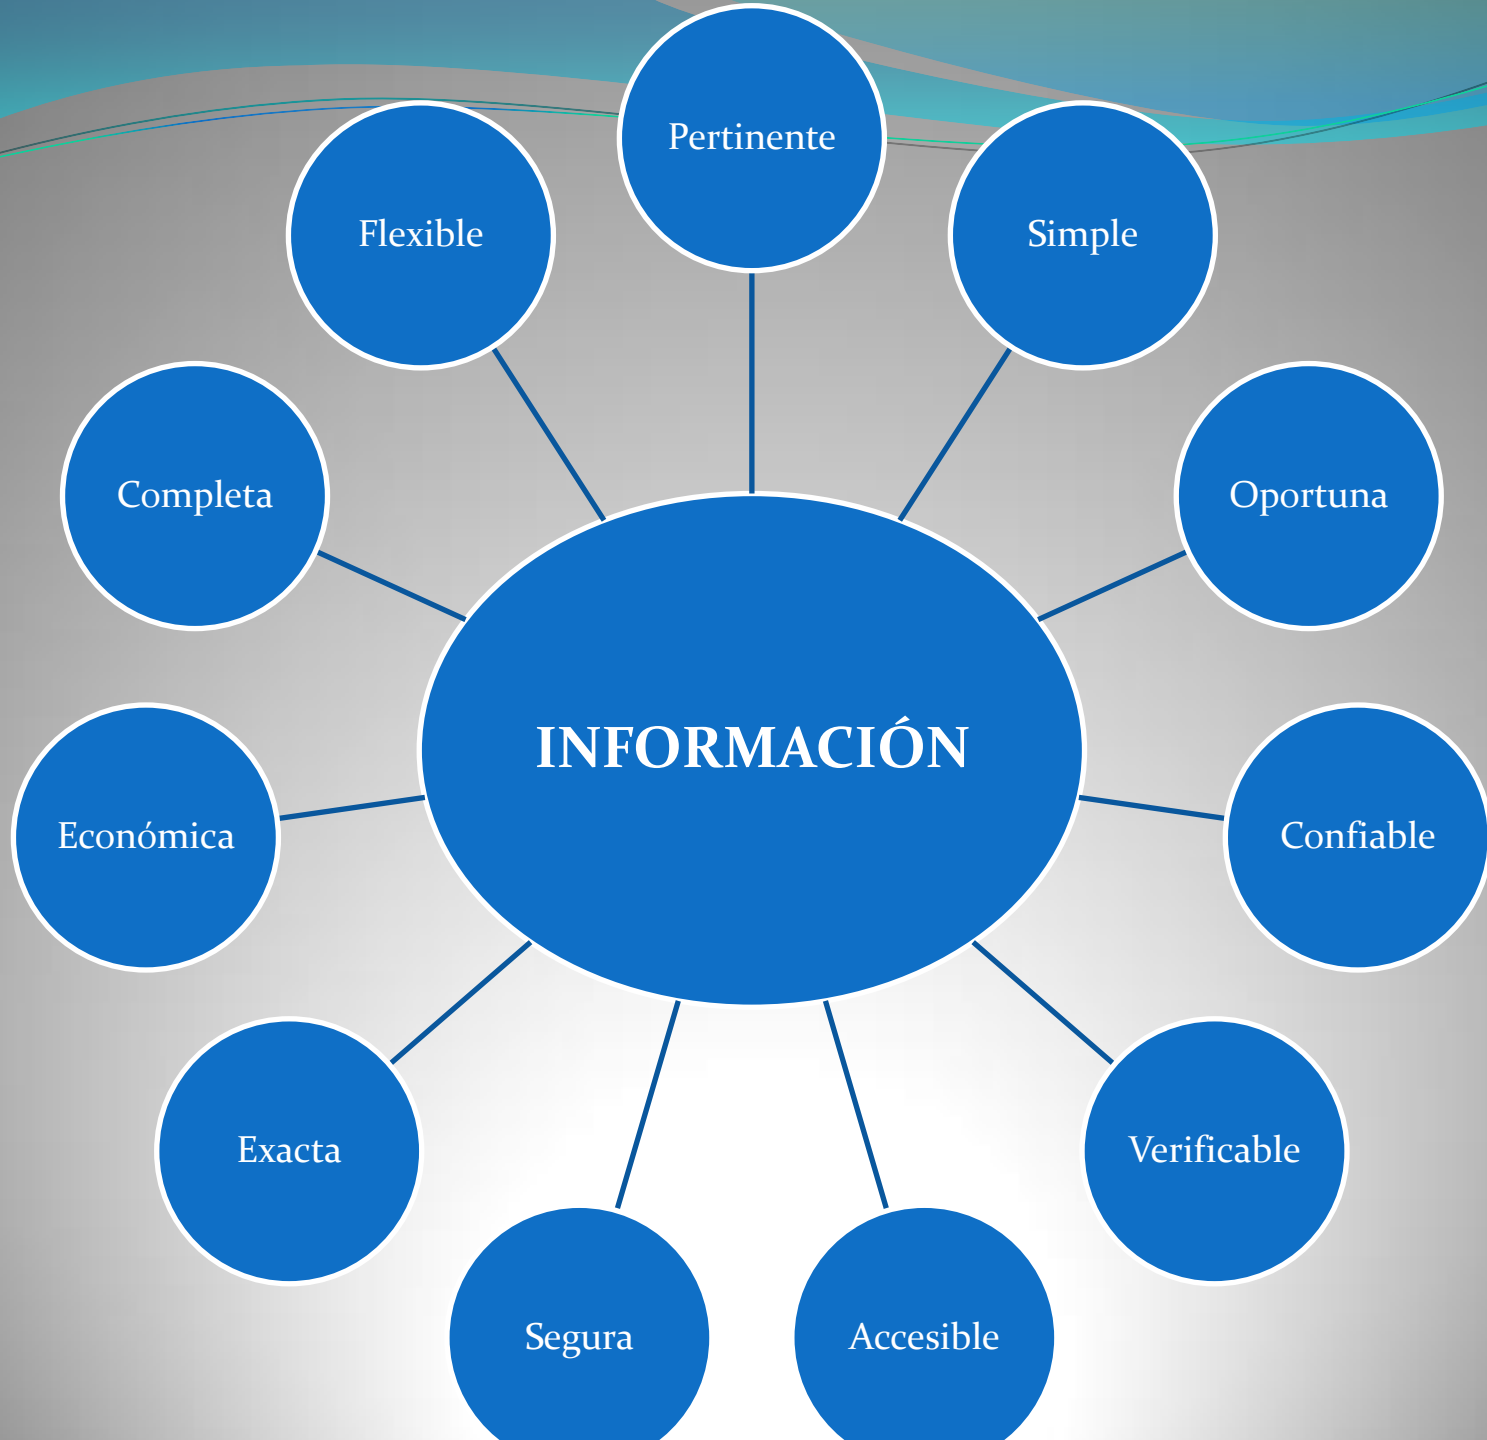 Pertinente
Simple
Oportuna
Confiable
Verificable
Accesible
Segura
Exacta
Económica
Completa
Flexible
INFORMACIÓN